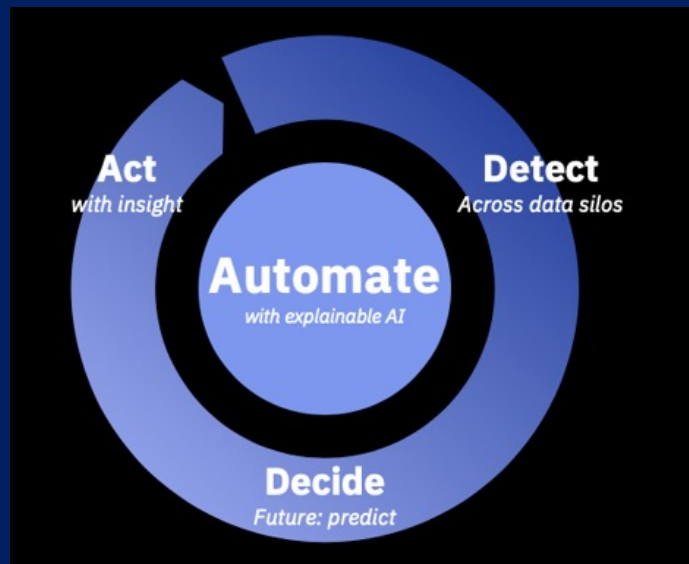 Act
with insight
Detect
Across data silos
Automate
with explainable AI
Decide
Future: predict